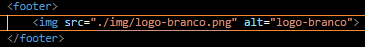 <footer>
<img src="./img/logo-branco.png" alt="logo-branco">
</footer>